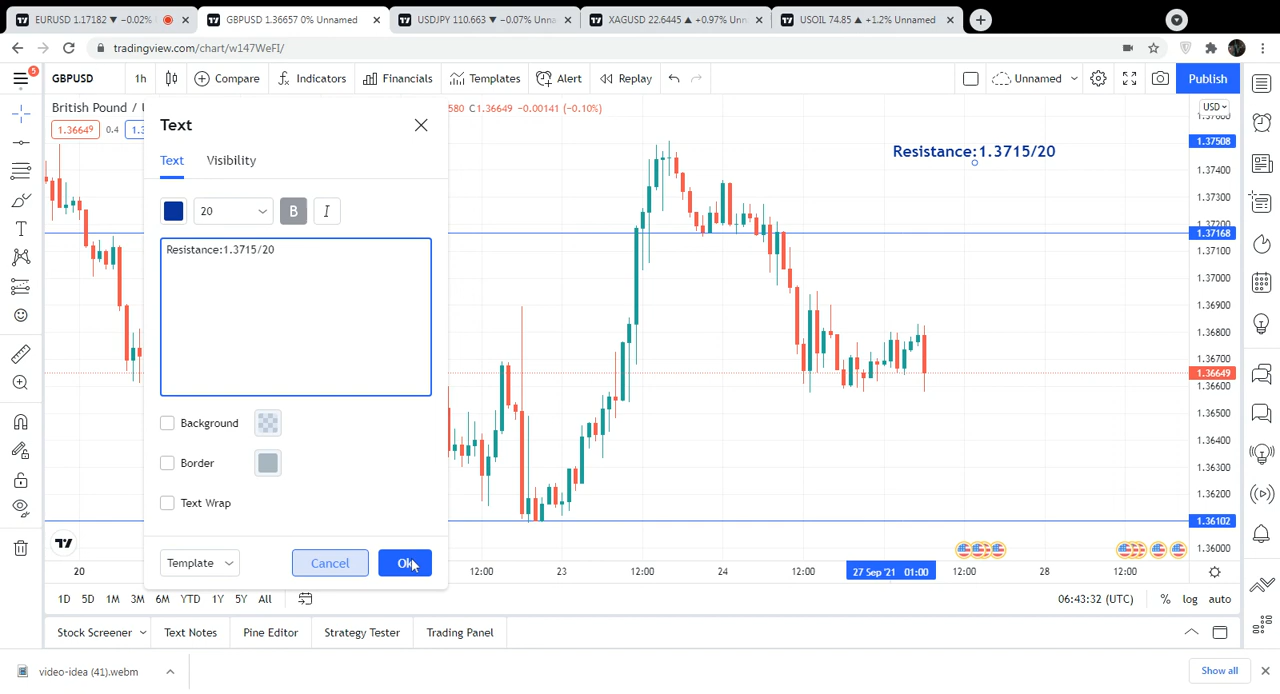 EURUSD 1.17182 ▼ −0.02%
GBPUSD 1.36657 0% Unnamed
USDJPY 110.663 ▼ −0.07% Unna
XAGUSD 22.6445 ▲ +0.97% Unn
USOIL 74.85 ▲ +1.2% Unnamed
tradingview.com/chart/w147WeFI/
5
GBPUSD 1h Compare Indicators Financials Templates Alert Replay Unnamed Publish
British Pound /
580 C1.36649 −0.00141 (−0.10%)
USD
1.36649 0.4 1.3
Text
Text Visibility
20 B I
Resistance:1.3715/20
Background
Border
Text Wrap
Template Cancel Ok
Resistance:1.3715/20
1.37508
1.37400
1.37300
1.37200
1.37168
1.37100
1.37000
1.36900
1.36800
1.36700
1.36649
1.36600
1.36500
1.36400
1.36300
1.36200
1.36102
1.36000
20 12:00 23 12:00 24 12:00 27 Sep '21 01:00 12:00 28 12:00
1D 5D 1M 3M 6M YTD 1Y 5Y All 06:43:32 (UTC) % log auto
Stock Screener Text Notes Pine Editor Strategy Tester Trading Panel
video-idea (41).webm Show all